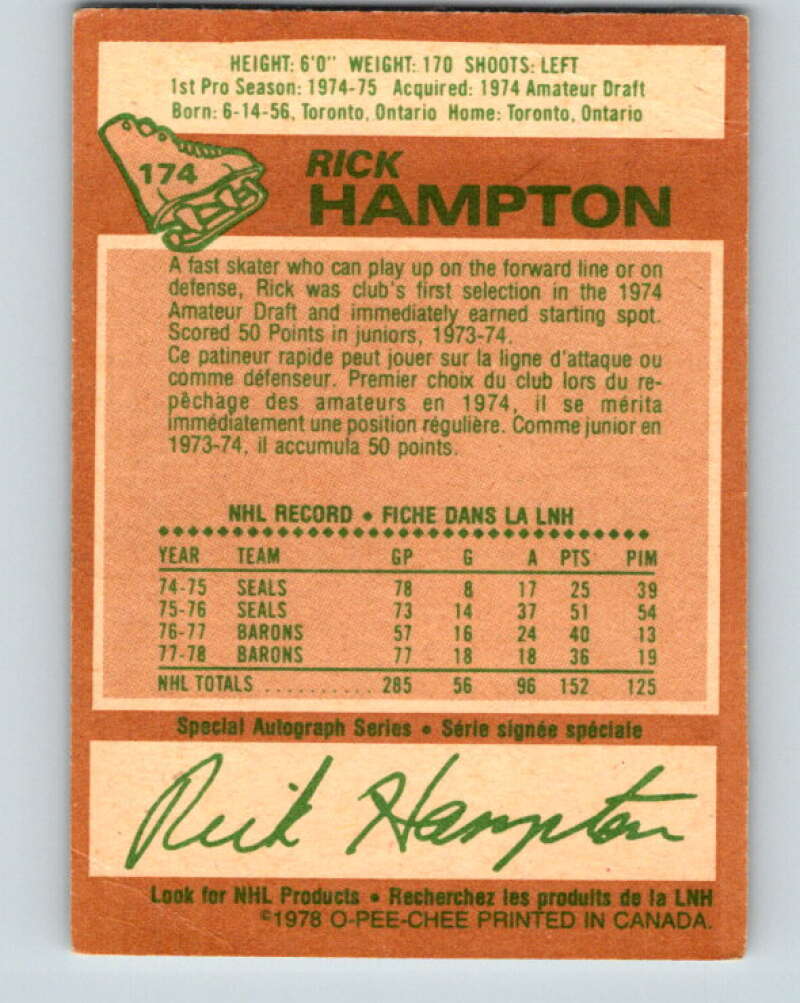 HEIGHT: 6'0" WEIGHT: 170 SHOOTS: LEFT
1st Pro Season: 1974-75 Acquired: 1974 Amateur Draft
Born: 6-14-56, Toronto, Ontario Home: Toronto, Ontario
174
RICK
HAMPTON
A fast skater who can play up on the forward line or on
defense, Rick was club's first selection in the 1974
Amateur Draft and immediately earned starting spot.
Scored 50 Points in juniors, 1973-74.
Ce patineur rapide peut jouer sur la ligne d'attaque ou
comme défenseur. Premier choix du club lors du re-
pêchage des amateurs en 1974, il se mérita
immédiatement une position régulière. Comme junior en
1973-74, il accumula 50 points.
NHL RECORD • FICHE DANS LA LNH
YEAR TEAM GP G A PTS PIM
74-75 SEALS 78 8 17 25 39
75-76 SEALS 73 14 37 51 54
76-77 BARONS 57 16 24 40 13
77-78 BARONS 77 18 18 36 19
NHL TOTALS .......... 285 56 96 152 125
Special Autograph Series • Série signée spéciale
Rick Hampton
Look for NHL Products • Recherchez les produits de la LNH
©1978 O-PEE-CHEE PRINTED IN CANADA.